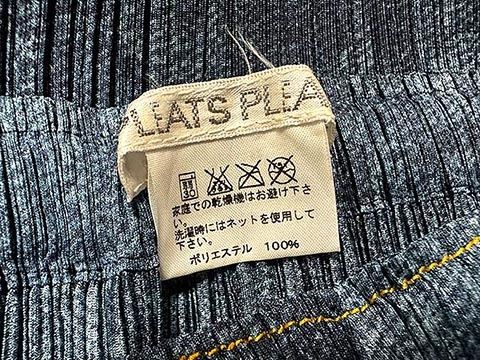 PLEATS PLEA
30
家庭での乾燥機はお避け下さ
い。
洗濯時にはネットを使用して
下さい。
ポリエステル 100%